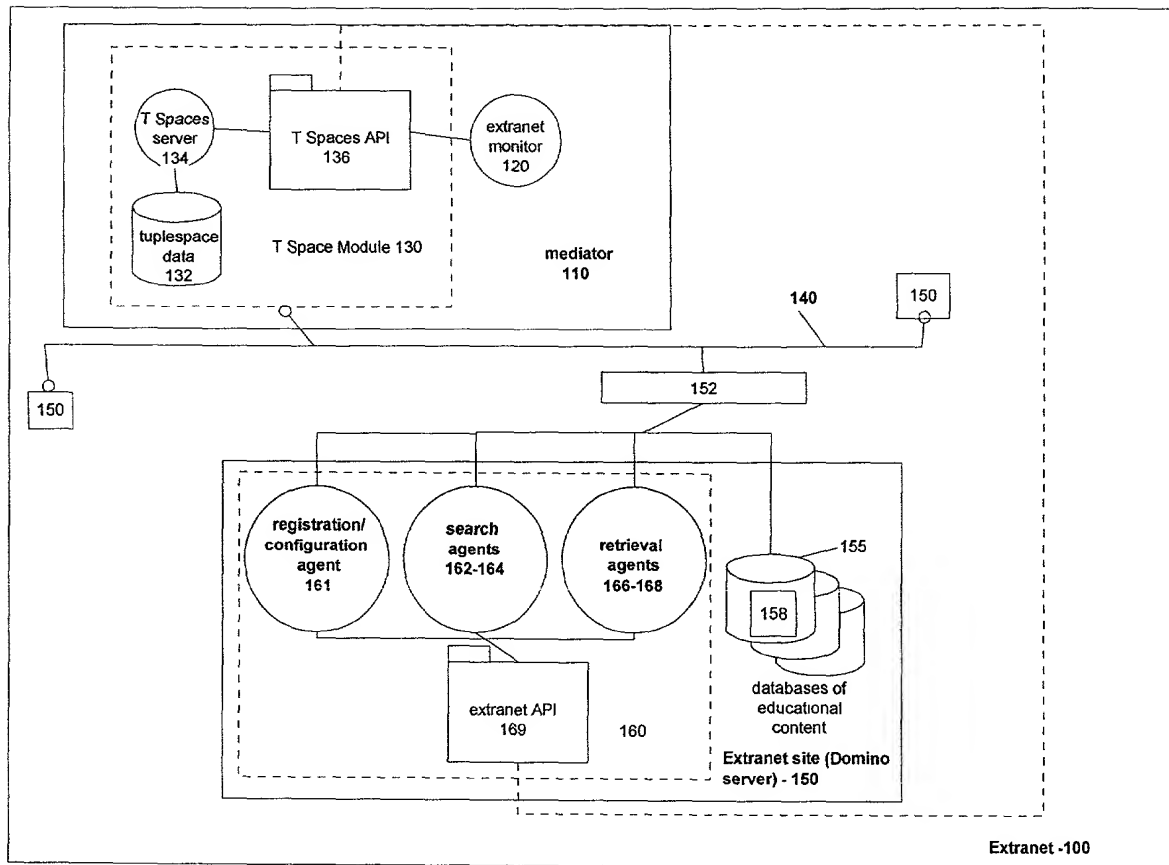 T Spaces
server
134
T Spaces API
136
extranet
monitor
120
tuplespace
data
132
T Space Module 130
mediator
110
140
150
150
152
registration/
configuration
agent
161
search
agents
162-164
retrieval
agents
166-168
155
158
databases of
educational
content
extranet API
169
160
Extranet site (Domino
server) - 150
Extranet -100